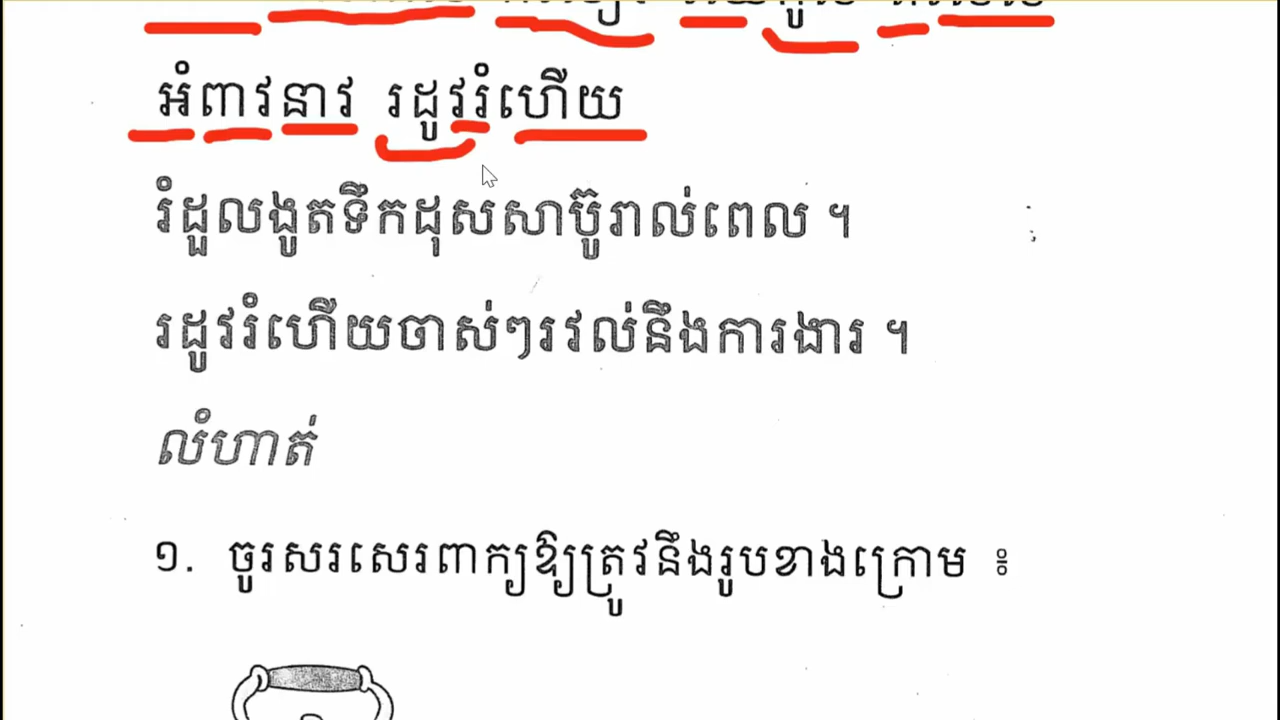 អំពាវនាវ រដូវរំហើយ
រំដួលងូតទឹកដុសសាប៊ូរាល់ពេល ។
រដូវរំហើយចាស់ៗរវល់នឹងការងារ ។
លំហាត់
១. ចូរសរសេរពាក្យឱ្យត្រូវនឹងរូបខាងក្រោម ៖